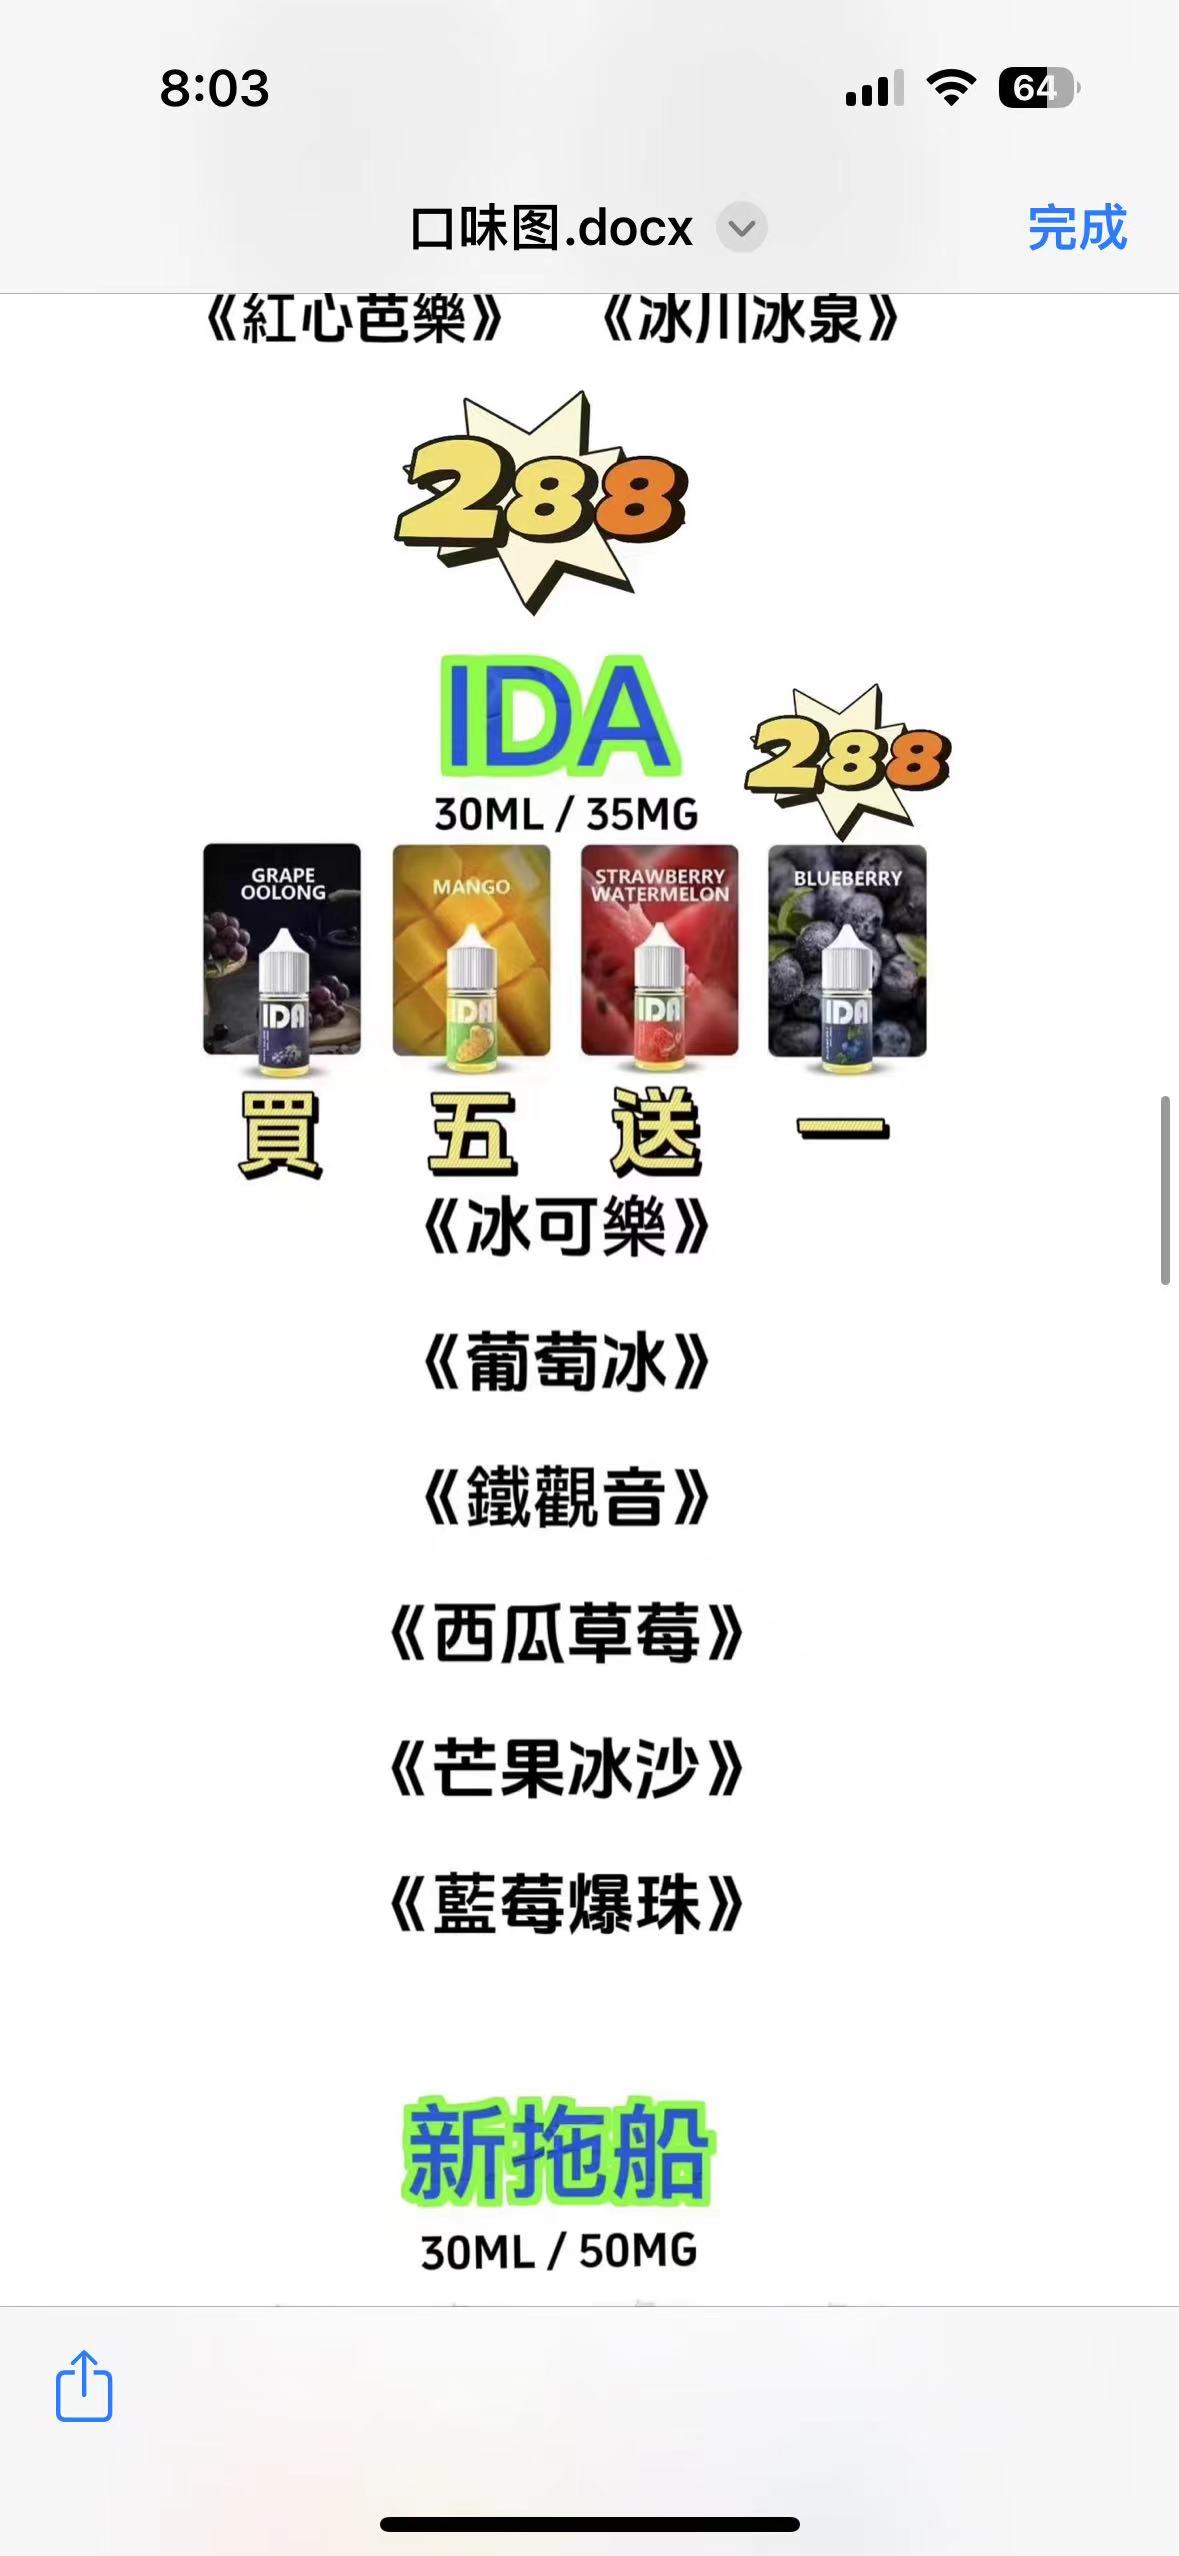 8:03
64
口味图.docx
完成
《紅心芭樂》 《冰川冰泉》
288
IDA
288
30ML / 35MG
GRAPE OOLONG
MANGO
STRAWBERRY WATERMELON
BLUEBERRY
IDA IDA IDA IDA
買 五 送 一
《冰可樂》
《葡萄冰》
《鐵觀音》
《西瓜草莓》
《芒果冰沙》
《藍莓爆珠》
新拖船
30ML / 50MG